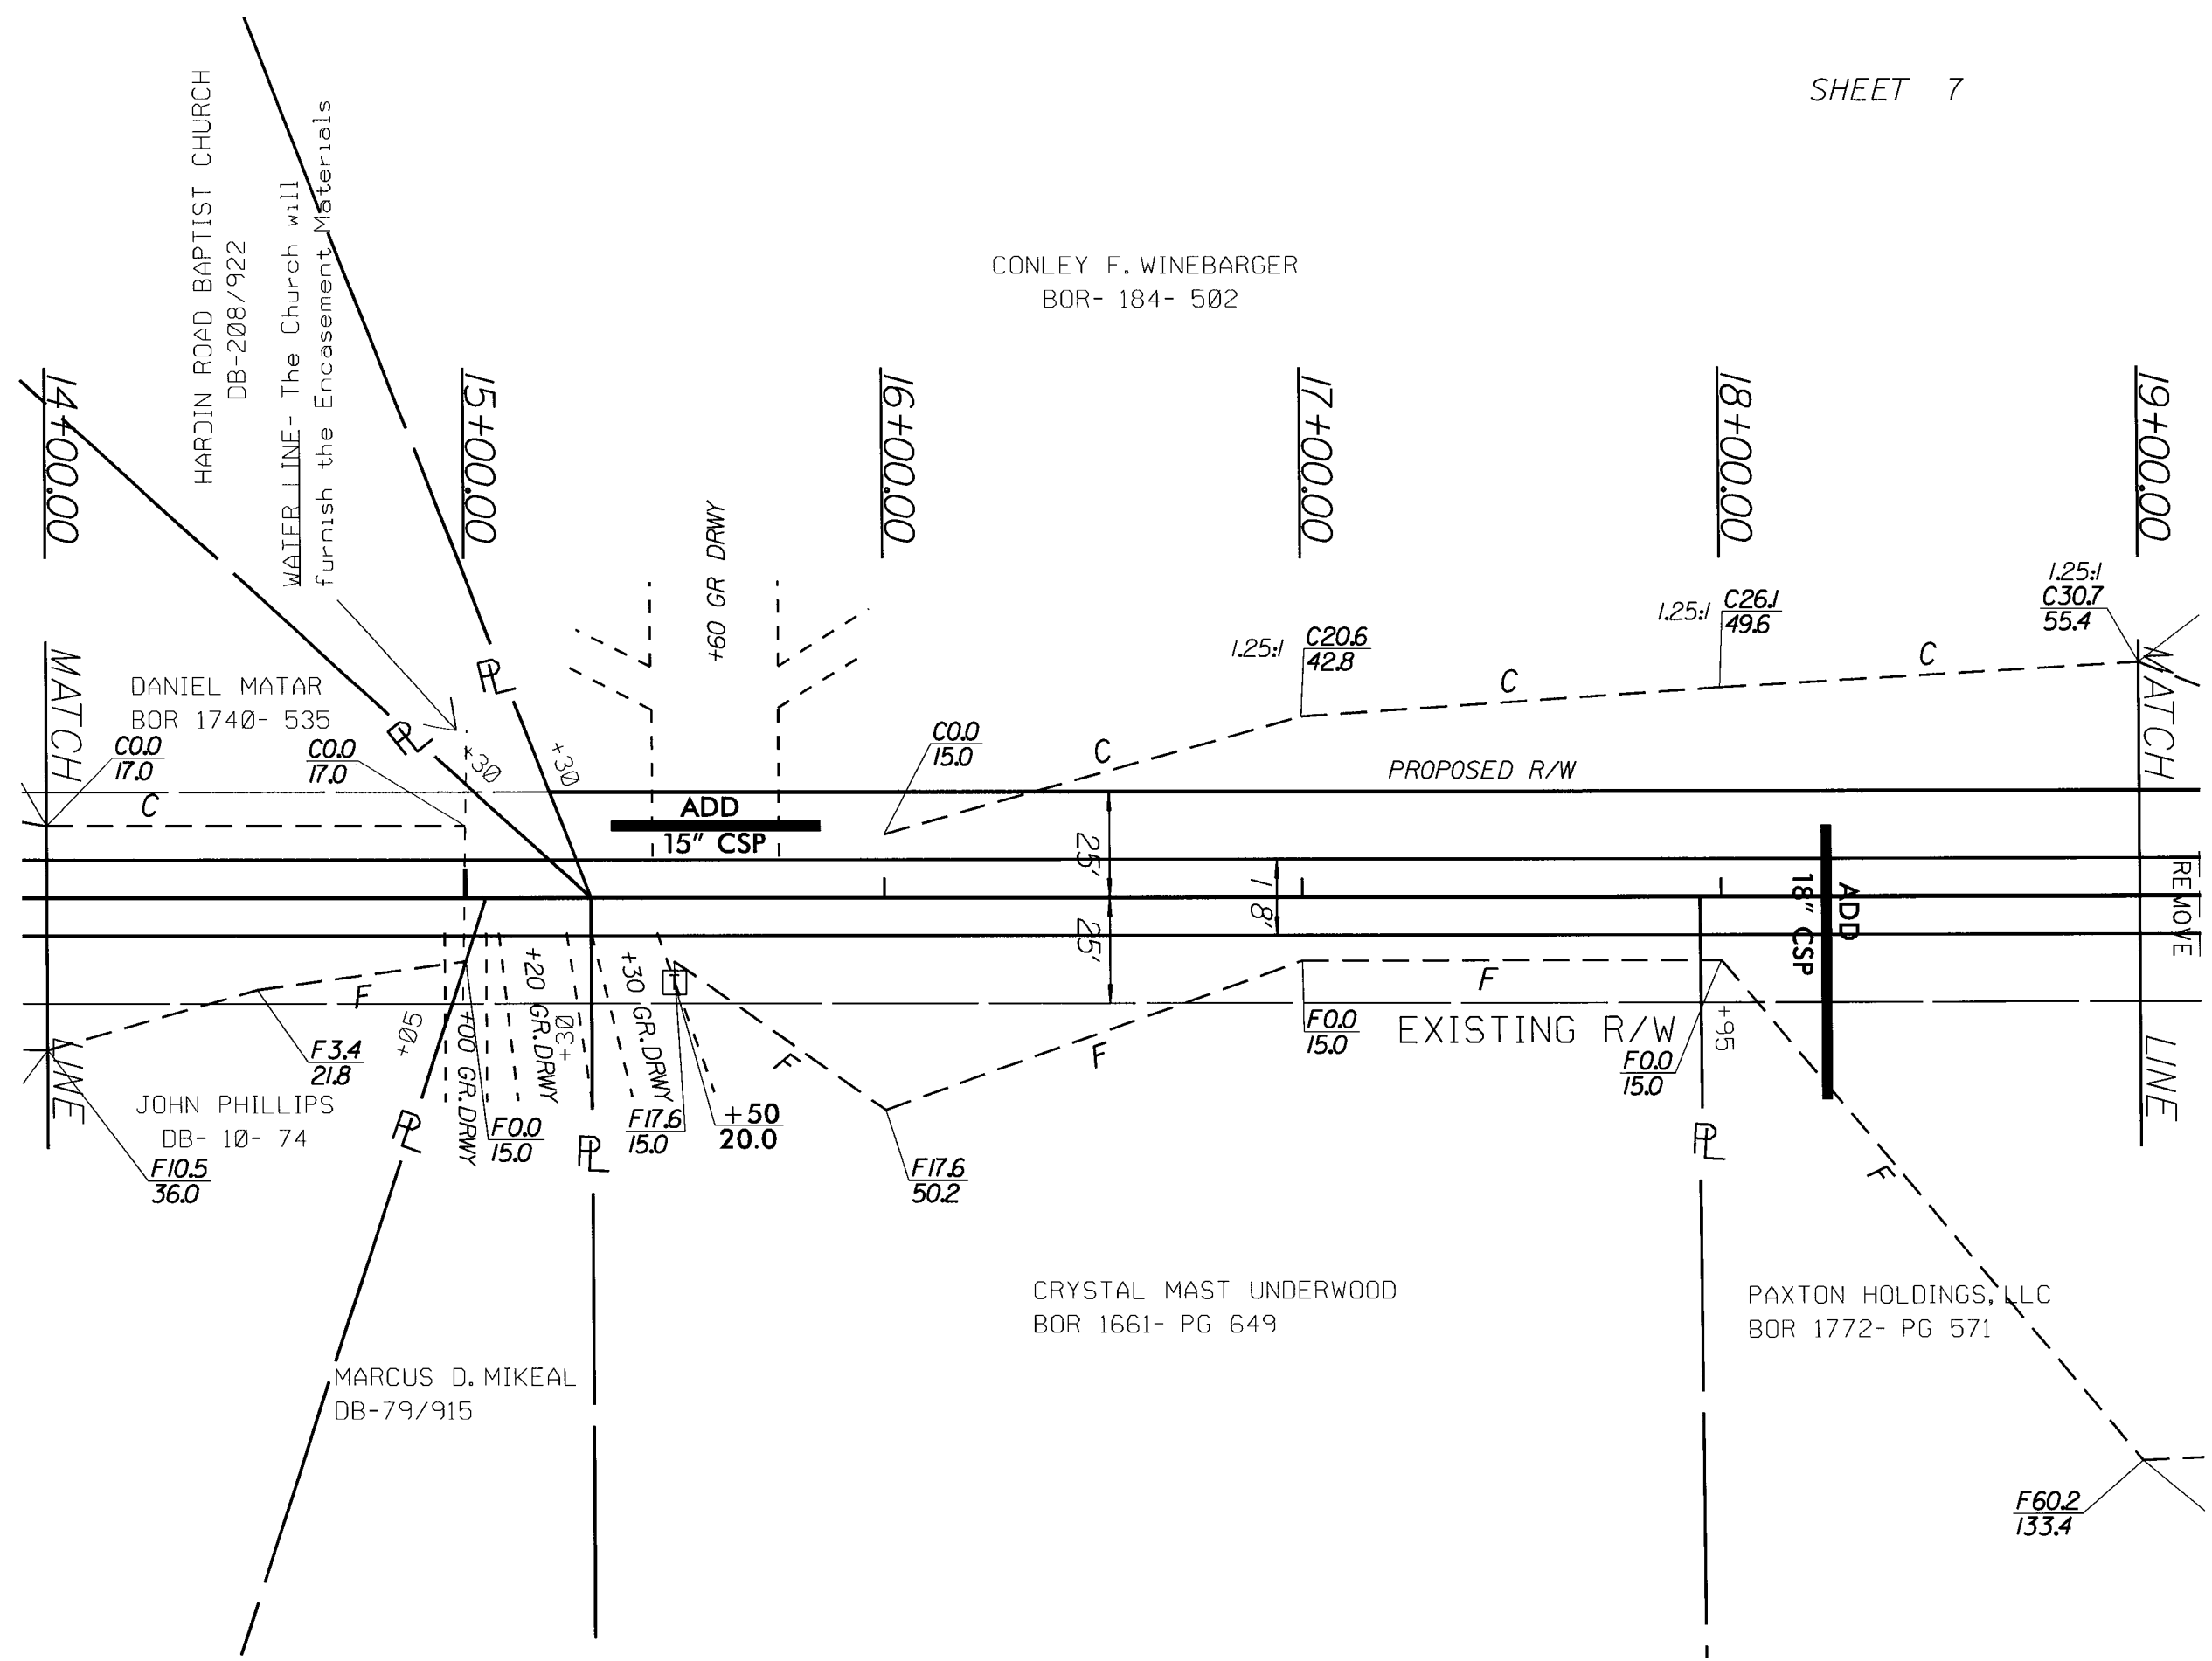 SHEET 7
HARDIN ROAD BAPTIST CHURCH
DB-208/922
WATER LINE- The Church will
furnish the Encasement Materials
CONLEY F. WINEBARGER
BOR- 184- 502
14+00.00
15+00.00
16+00.00
17+00.00
18+00.00
19+00.00
+60 GR DRWY
1.25:1
C20.6
42.8
1.25:1
C26.1
49.6
1.25:1
C30.7
55.4
MATCH
LINE
MATCH
LINE
DANIEL MATAR
BOR 1740- 535
C0.0
17.0
C0.0
17.0
PL
PL
+30
+30
C0.0
15.0
C
C
C
C
PROPOSED R/W
ADD
15" CSP
25'
25'
18'
ADD
18" CSP
REMOVE
F
F3.4
21.8
+05
+00 GR. DRWY
+20 GR. DRWY
+30
+30 GR. DRWY
T
F
F
F
F
F0.0
15.0
EXISTING R/W
F0.0
15.0
+95
JOHN PHILLIPS
DB- 10- 74
F10.5
36.0
PL
F0.0
15.0
PL
F17.6
15.0
+50
20.0
F17.6
50.2
PL
CRYSTAL MAST UNDERWOOD
BOR 1661- PG 649
PAXTON HOLDINGS, LLC
BOR 1772- PG 571
MARCUS D. MIKEAL
DB-79/915
F60.2
133.4